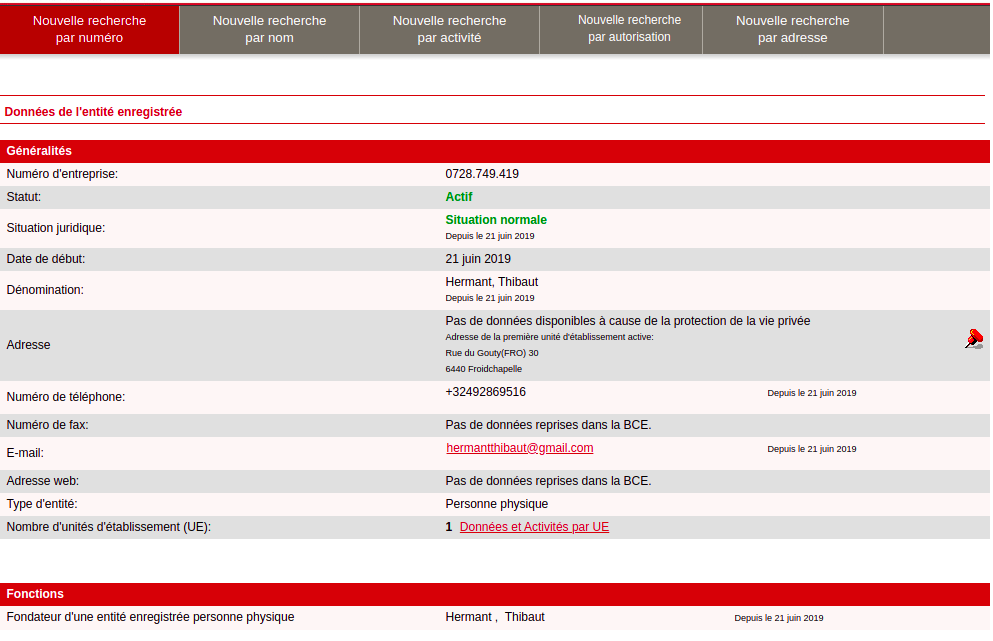 Nouvelle recherche
par numéro
Nouvelle recherche
par nom
Nouvelle recherche
par activité
Nouvelle recherche
par autorisation
Nouvelle recherche
par adresse
Données de l'entité enregistrée
Généralités
Numéro d'entreprise: 0728.749.419
Statut: Actif
Situation juridique: Situation normale
Depuis le 21 juin 2019
Date de début: 21 juin 2019
Dénomination: Hermant, Thibaut
Depuis le 21 juin 2019
Adresse Pas de données disponibles à cause de la protection de la vie privée
Adresse de la première unité d'établissement active:
Rue du Gouty(FRO) 30
6440 Froidchapelle
Numéro de téléphone: +32492869516 Depuis le 21 juin 2019
Numéro de fax: Pas de données reprises dans la BCE.
E-mail: hermantthibaut@gmail.com Depuis le 21 juin 2019
Adresse web: Pas de données reprises dans la BCE.
Type d'entité: Personne physique
Nombre d'unités d'établissement (UE): 1 Données et Activités par UE
Fonctions
Fondateur d'une entité enregistrée personne physique Hermant , Thibaut Depuis le 21 juin 2019